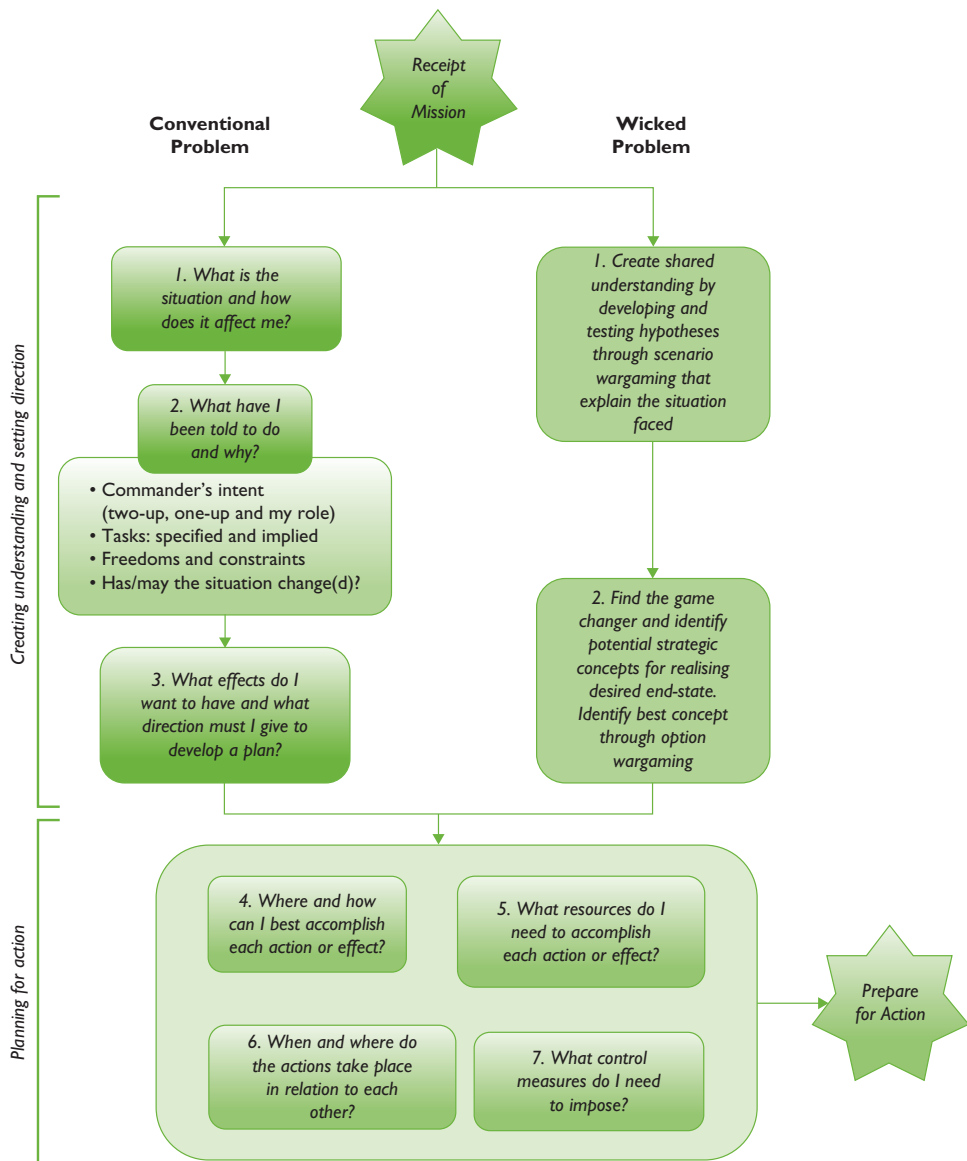 Receipt
of
Mission
Conventional
Problem
Wicked
Problem
Creating understanding and setting direction
1. What is the
situation and how
does it affect me?
2. What have I
been told to do
and why?
• Commander's intent
(two-up, one-up and my role)
• Tasks: specified and implied
• Freedoms and constraints
• Has/may the situation change(d)?
3. What effects do I
want to have and what
direction must I give to
develop a plan?
1. Create shared
understanding by
developing and
testing hypotheses
through scenario
wargaming that
explain the situation
faced
2. Find the game
changer and identify
potential strategic
concepts for realising
desired end-state.
Identify best concept
through option
wargaming
Planning for action
4. Where and how
can I best accomplish
each action or effect?
5. What resources do I
need to accomplish
each action or effect?
6. When and where do
the actions take place
in relation to each
other?
7. What control
measures do I need
to impose?
Prepare
for Action